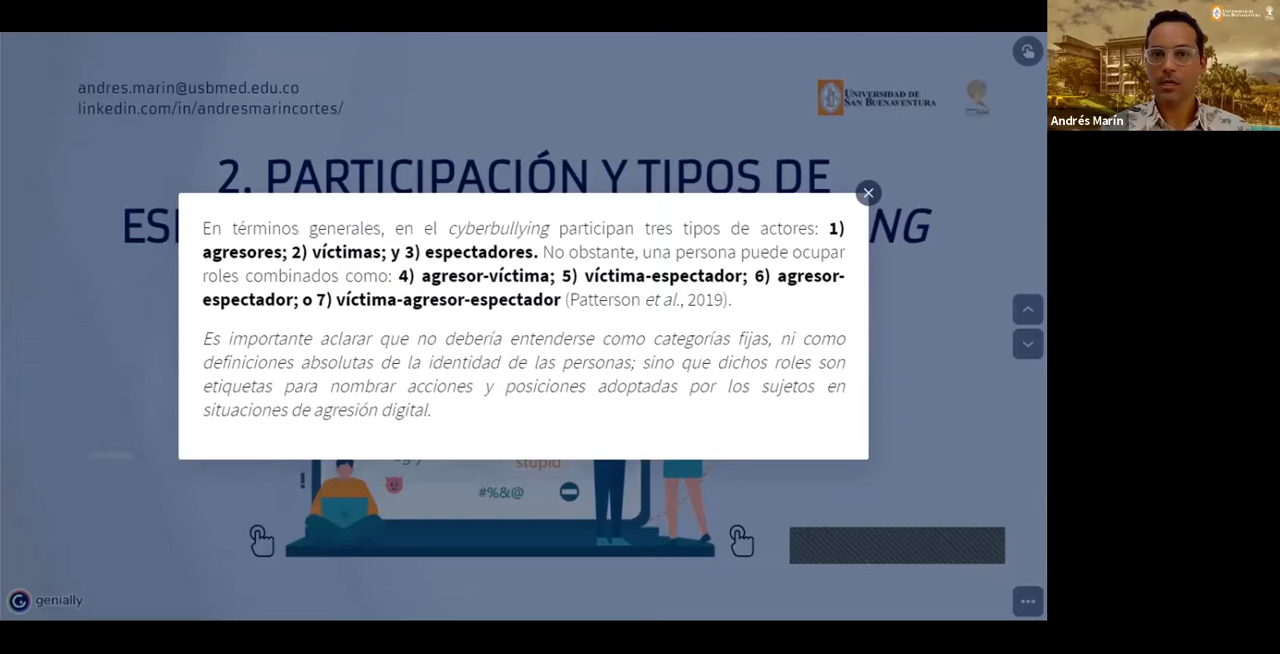 andres.marin@usbmed.edu.co
linkedin.com/in/andresmarincortes/
UNIVERSIDAD DE
SAN BUENAVENTURA
UNIVERSIDAD DE
SAN BUENAVENTURA
Andrés Marín
2. PARTICIPACIÓN Y TIPOS DE
En términos generales, en el cyberbullying participan tres tipos de actores: 1)
agresores; 2) víctimas; y 3) espectadores. No obstante, una persona puede ocupar
roles combinados como: 4) agresor-víctima; 5) víctima-espectador; 6) agresor-
espectador; o 7) víctima-agresor-espectador (Patterson et al., 2019).
Es importante aclarar que no debería entenderse como categorías fijas, ni como
definiciones absolutas de la identidad de las personas; sino que dichos roles son
etiquetas para nombrar acciones y posiciones adoptadas por los sujetos en
situaciones de agresión digital.
stupid
#%&@
genially